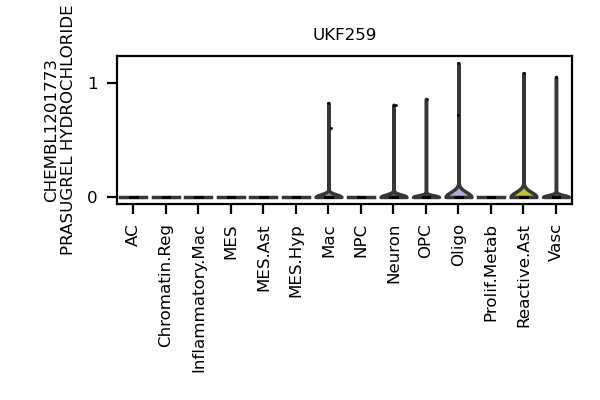 UKF259
CHEMBL1201773
PRASUGREL HYDROCHLORIDE
1
0
AC
Chromatin.Reg
Inflammatory.Mac
MES
MES.Ast
MES.Hyp
Mac
NPC
Neuron
OPC
Oligo
Prolif.Metab
Reactive.Ast
Vasc